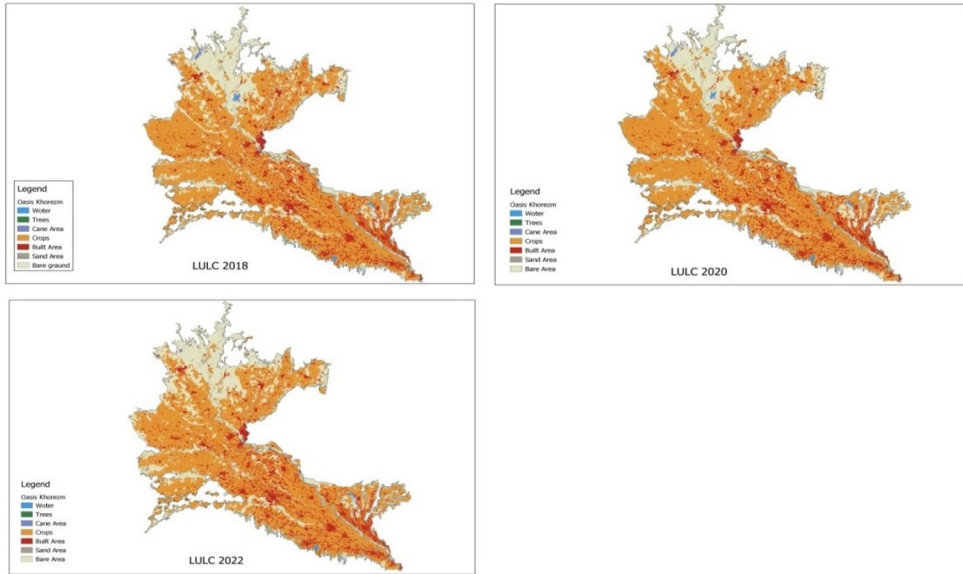 Legend
Oasis Khorezm
Woter
Trees
Cane Area
Crops
Built Area
Sand Area
Bare graund
LULC 2018
Legend
Oasis Khorezm
Woter
Trees
Cane Area
Crops
Built Area
Sand Area
Bare Area
LULC 2020
Legend
Oasis Khorezm
Woter
Trees
Cane Area
Crops
Built Area
Sand Area
Bare Area
LULC 2022